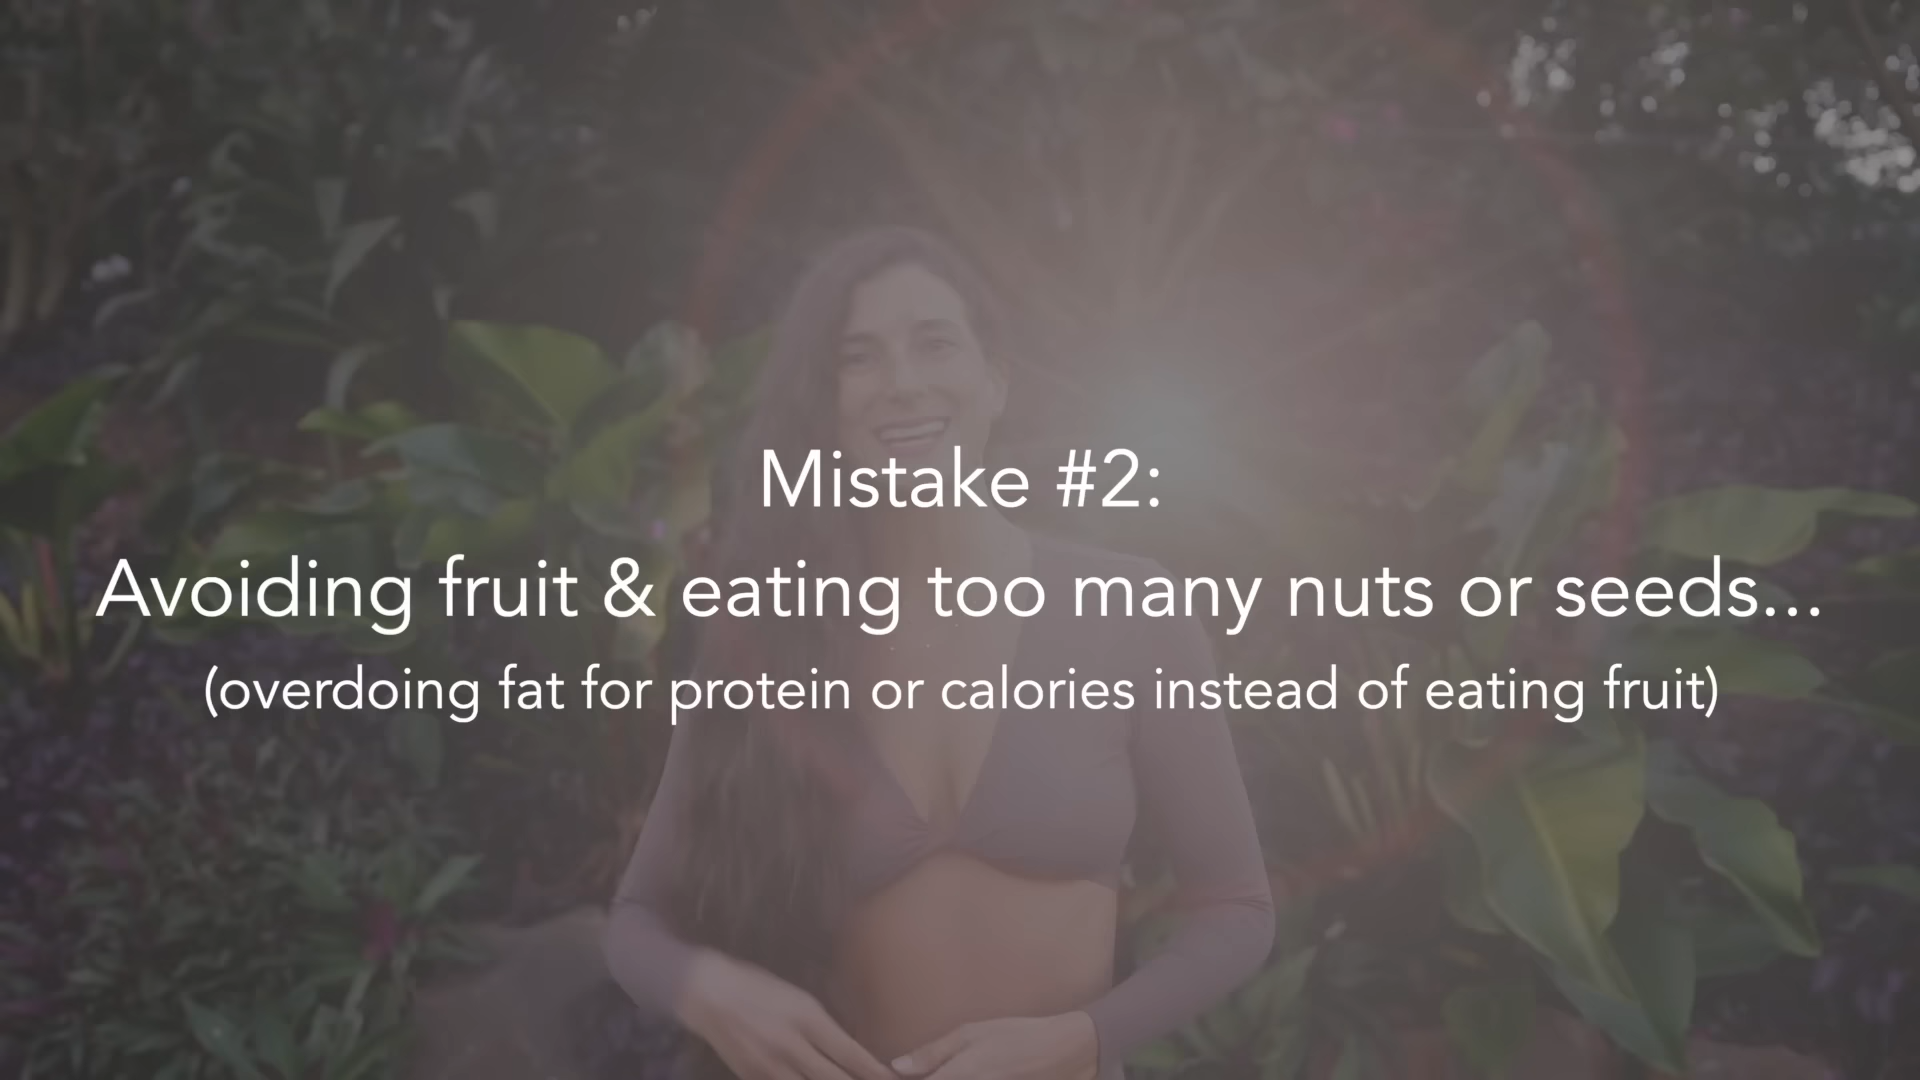 Mistake #2:
Avoiding fruit & eating too many nuts or seeds...
(overdoing fat for protein or calories instead of eating fruit)